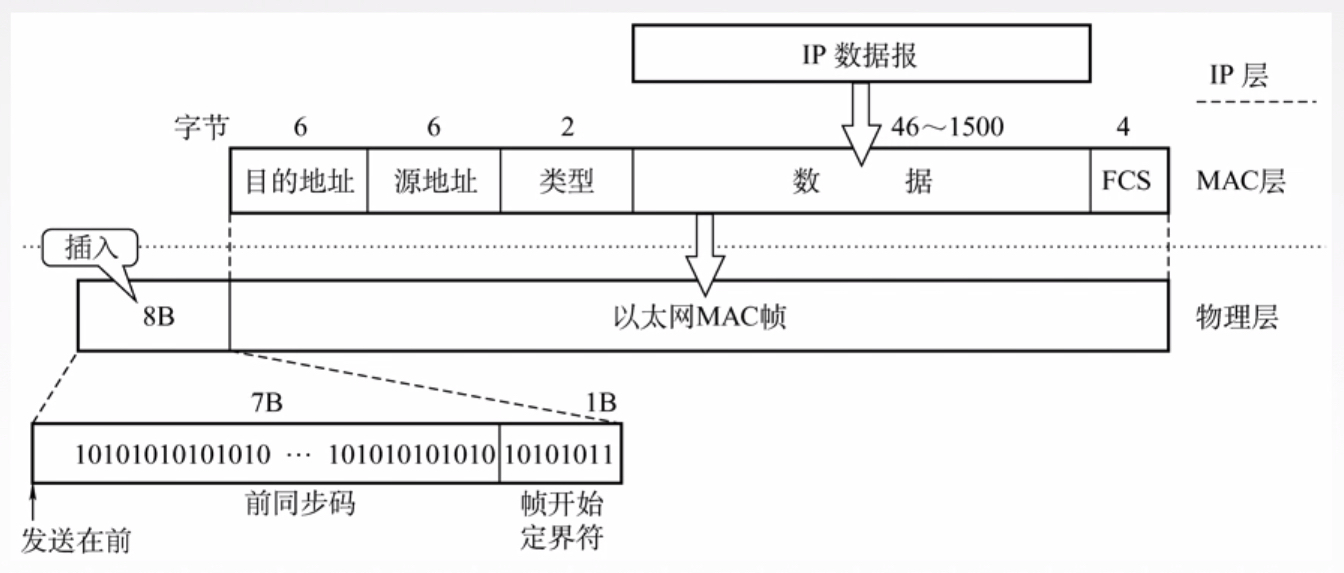 IP 数据报
IP 层
字节 6 6 2 46～1500 4
目的地址 源地址 类型 数 据 FCS MAC层
插入
8B 以太网MAC帧 物理层
7B 1B
10101010101010 … 101010101010 10101011
前同步码 帧开始
定界符
发送在前